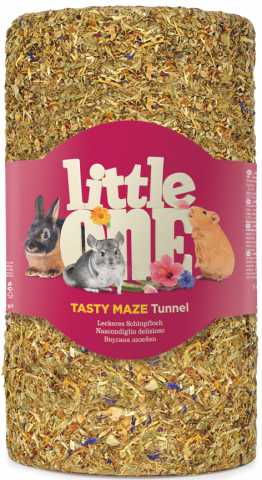 little
ONE
TASTY MAZE Tunnel
Leckeres Schlupfloch
Nascondiglio delizioso
Вкусная лазейка